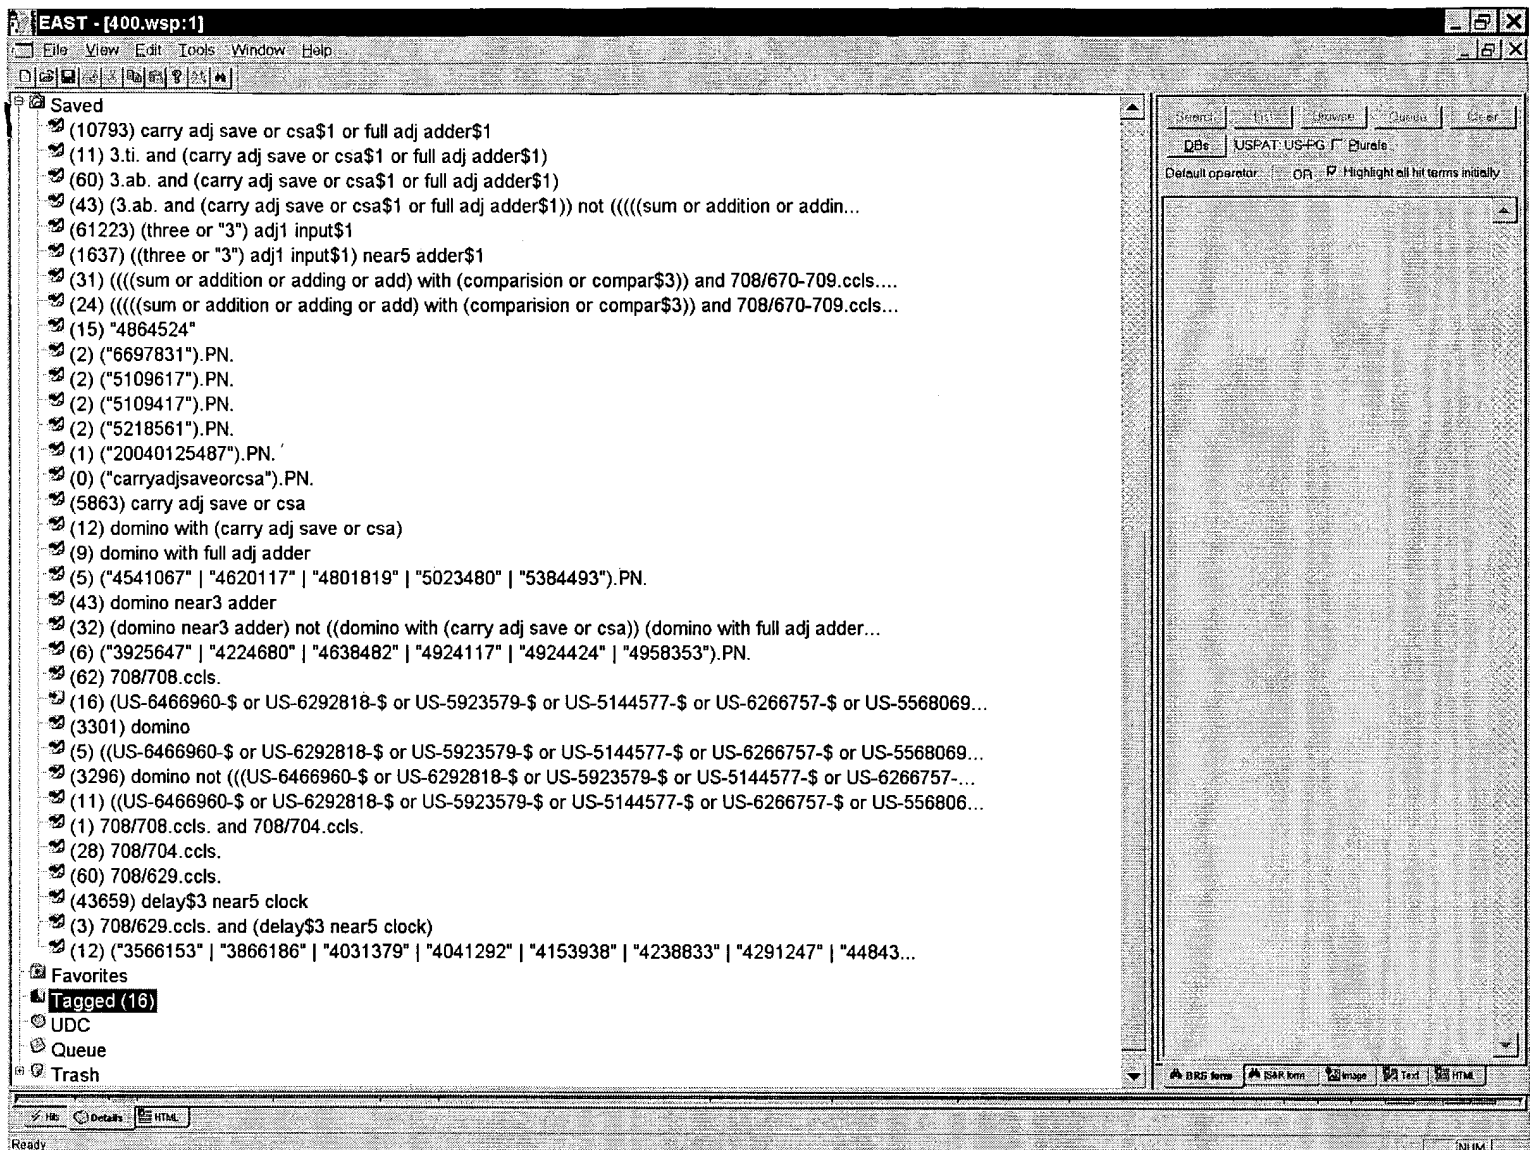 EAST - [400.wsp:1]
File View Edit Tools Window Help
Saved
(10793) carry adj save or csa$1 or full adj adder$1
(11) 3.ti. and (carry adj save or csa$1 or full adj adder$1)
(60) 3.ab. and (carry adj save or csa$1 or full adj adder$1)
(43) (3.ab. and (carry adj save or csa$1 or full adj adder$1)) not (((((sum or addition or addin...
(61223) (three or "3") adj1 input$1
(1637) ((three or "3") adj1 input$1) near5 adder$1
(31) ((((sum or addition or adding or add) with (comparision or compar$3)) and 708/670-709.ccls....
(24) (((((sum or addition or adding or add) with (comparision or compar$3)) and 708/670-709.ccls...
(15) "4864524"
(2) ("6697831").PN.
(2) ("5109617").PN.
(2) ("5109417").PN.
(2) ("5218561").PN.
(1) ("20040125487").PN.
(0) ("carryadjsaveorcsa").PN.
(5863) carry adj save or csa
(12) domino with (carry adj save or csa)
(9) domino with full adj adder
(5) ("4541067" | "4620117" | "4801819" | "5023480" | "5384493").PN.
(43) domino near3 adder
(32) (domino near3 adder) not ((domino with (carry adj save or csa)) (domino with full adj adder...
(6) ("3925647" | "4224680" | "4638482" | "4924117" | "4924424" | "4958353").PN.
(62) 708/708.ccls.
(16) (US-6466960-$ or US-6292818-$ or US-5923579-$ or US-5144577-$ or US-6266757-$ or US-5568069...
(3301) domino
(5) ((US-6466960-$ or US-6292818-$ or US-5923579-$ or US-5144577-$ or US-6266757-$ or US-5568069...
(3296) domino not (((US-6466960-$ or US-6292818-$ or US-5923579-$ or US-5144577-$ or US-6266757-...
(11) ((US-6466960-$ or US-6292818-$ or US-5923579-$ or US-5144577-$ or US-6266757-$ or US-556806...
(1) 708/708.ccls. and 708/704.ccls.
(28) 708/704.ccls.
(60) 708/629.ccls.
(43659) delay$3 near5 clock
(3) 708/629.ccls. and (delay$3 near5 clock)
(12) ("3566153" | "3866186" | "4031379" | "4041292" | "4153938" | "4238833" | "4291247" | "44843...
Favorites
Tagged (16)
UDC
Queue
Trash
Search List Browse Queue Clear
DBs USPAT: US-PG Plurals
Default operator: OR Highlight all hit terms initially
BRS form IS&R form Image Text HTML
Hits Details HTML
Ready NUM